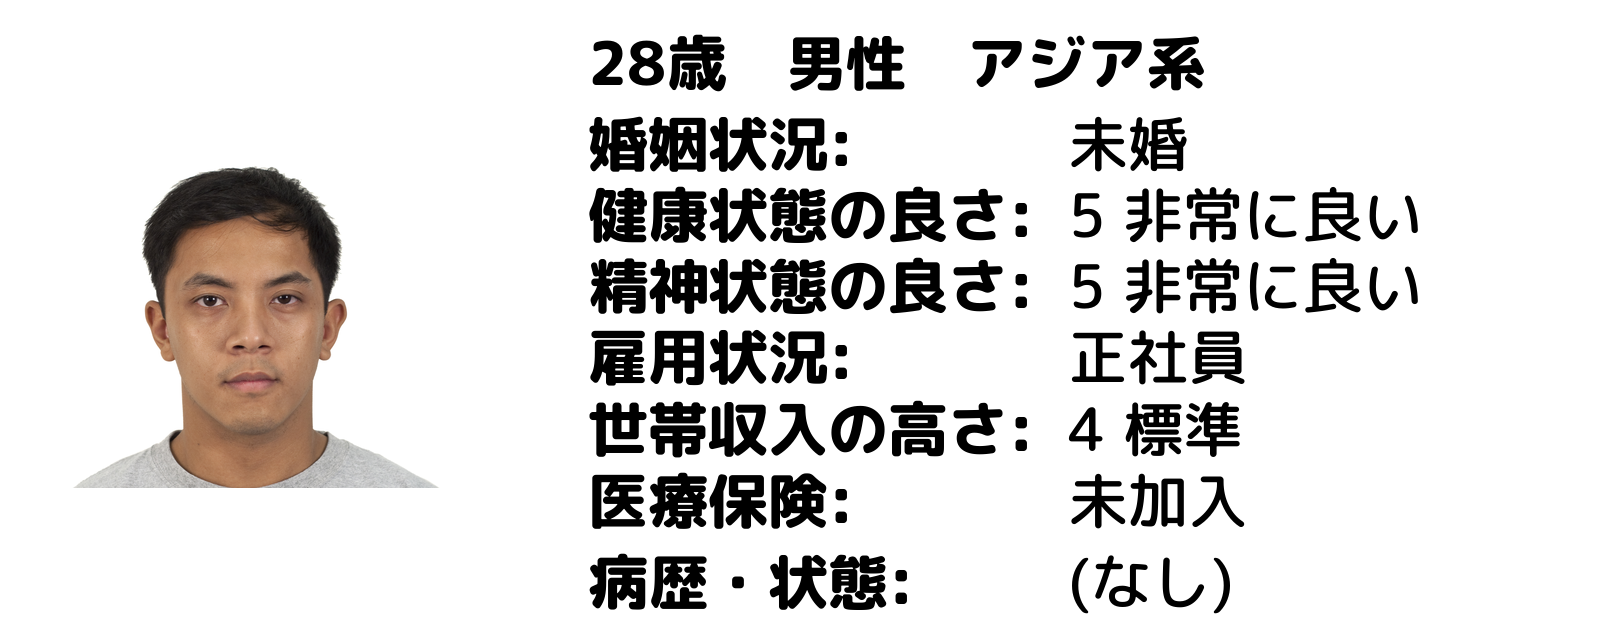 28歳　男性　アジア系
婚姻状況: 未婚
健康状態の良さ: 5 非常に良い
精神状態の良さ: 5 非常に良い
雇用状況: 正社員
世帯収入の高さ: 4 標準
医療保険: 未加入
病歴・状態: (なし)